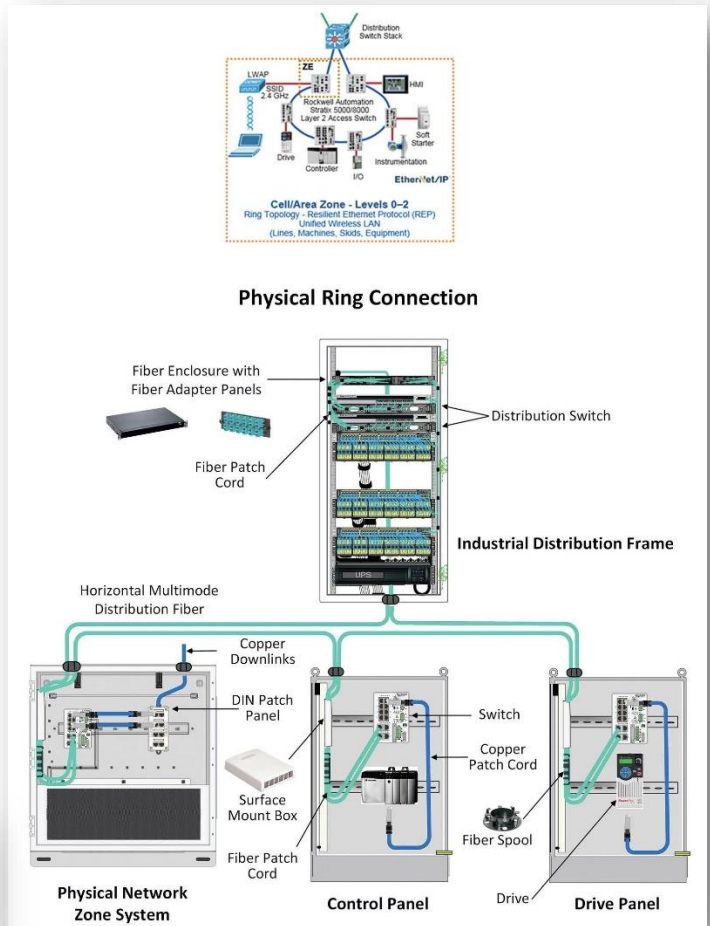 Distribution
Switch Stack
ZE
LWAP
SSID
2.4 GHz
HMI
Rockwell Automation
Stratix 5000/8000
Layer 2 Access Switch
Soft
Starter
Drive
Controller
I/O
Instrumentation
EtherNet/IP
Cell/Area Zone - Levels 0–2
Ring Topology - Resilient Ethernet Protocol (REP)
Unified Wireless LAN
(Lines, Machines, Skids, Equipment)
Physical Ring Connection
Fiber Enclosure with
Fiber Adapter Panels
Distribution Switch
Fiber Patch
Cord
Industrial Distribution Frame
UPS
Horizontal Multimode
Distribution Fiber
Copper
Downlinks
DIN Patch
Panel
Switch
Copper
Patch Cord
Surface
Mount Box
Fiber Spool
Fiber Patch
Cord
Drive
Physical Network
Zone System
Control Panel
Drive Panel